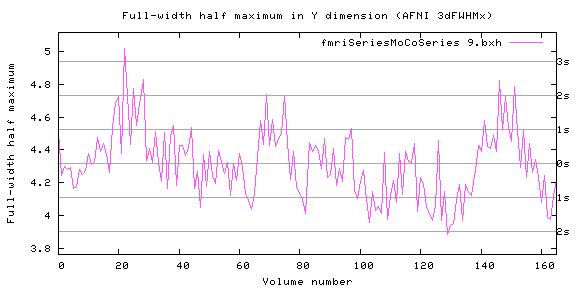 Full-width half maximum in Y dimension (AFNI 3dFWHMx)
fmriSeriesMoCoSeries 9.bxh
Full-width half maximum
5
4.8
4.6
4.4
4.2
4
3.8
3s
2s
1s
0s
1s
2s
0 20 40 60 80 100 120 140 160
Volume number